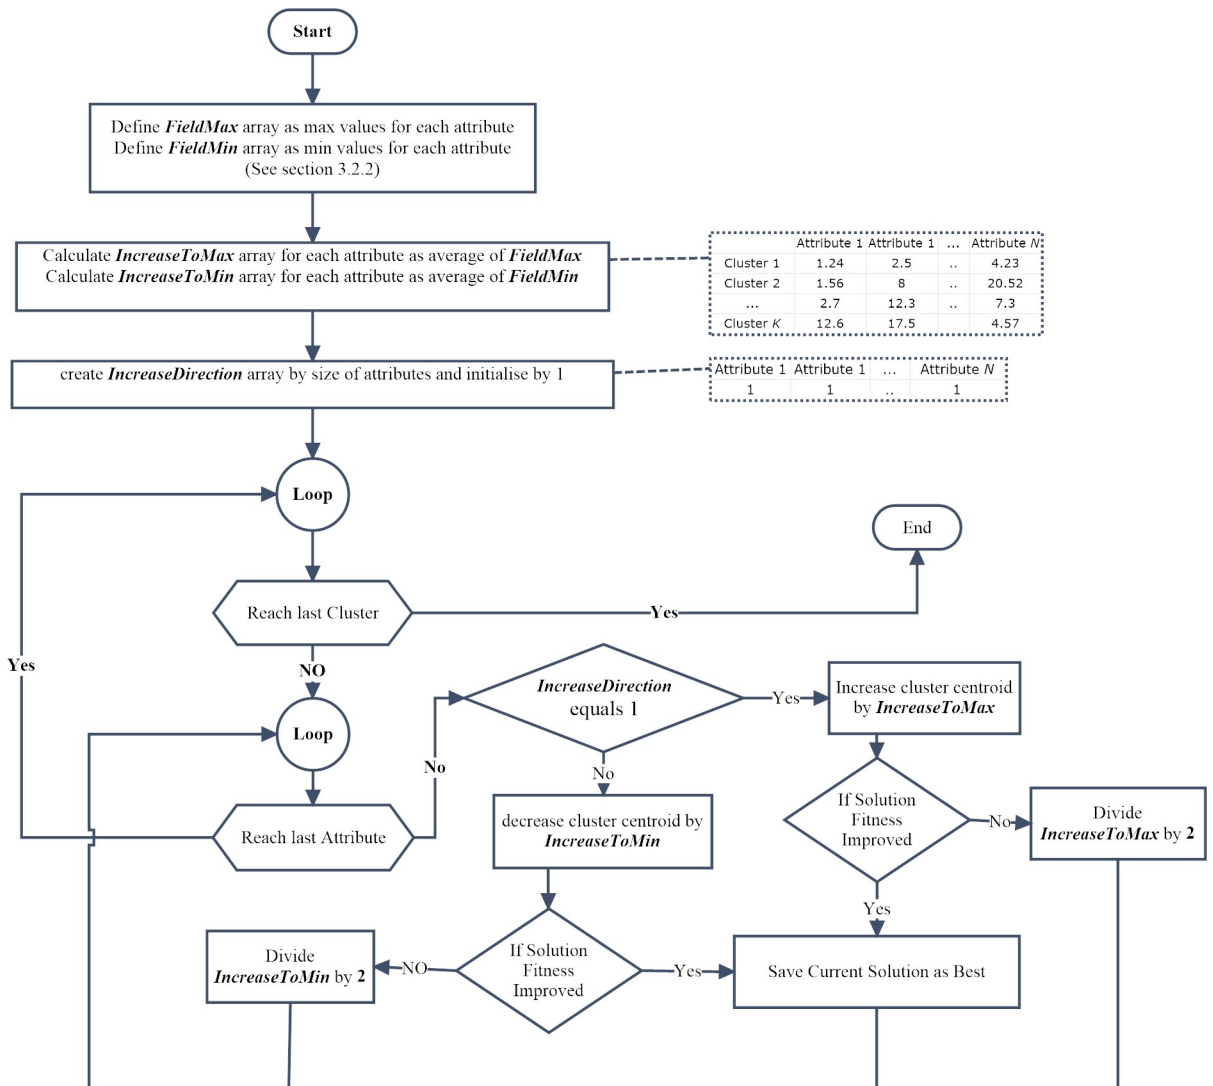 Start
Define FieldMax array as max values for each attribute
Define FieldMin array as min values for each attribute
(See section 3.2.2)
Calculate IncreaseToMax array for each attribute as average of FieldMax
Calculate IncreaseToMin array for each attribute as average of FieldMin
Attribute 1 Attribute 1 ... Attribute N
Cluster 1 1.24 2.5 .. 4.23
Cluster 2 1.56 8 .. 20.52
... 2.7 12.3 .. 7.3
Cluster K 12.6 17.5 4.57
create IncreaseDirection array by size of attributes and initialise by 1
Attribute 1 Attribute 1 ... Attribute N
1 1 .. 1
Loop
End
Reach last Cluster
Yes
Yes
NO
Loop
IncreaseDirection
equals 1
Yes
Increase cluster centroid
by IncreaseToMax
No
No
Reach last Attribute
decrease cluster centroid by
IncreaseToMin
If Solution
Fitness
Improved
No
Divide
IncreaseToMax by 2
Yes
Divide
IncreaseToMin by 2
NO
If Solution
Fitness
Improved
Yes
Save Current Solution as Best